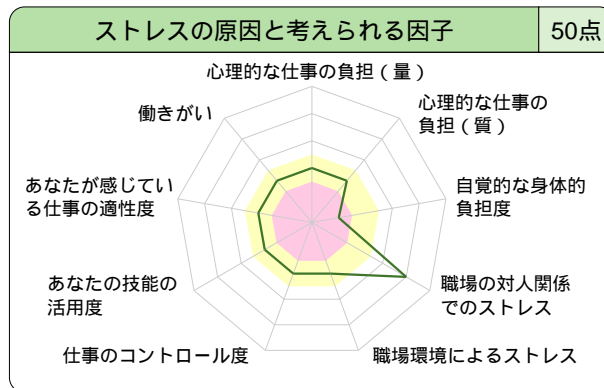 ストレスの原因と考えられる因子
50点
心理的な仕事の負担（量）
心理的な仕事の
負担（質）
自覚的な身体的
負担度
職場の対人関係
でのストレス
職場環境によるストレス
仕事のコントロール度
あなたの技能の
活用度
あなたが感じてい
る仕事の適性度
働きがい